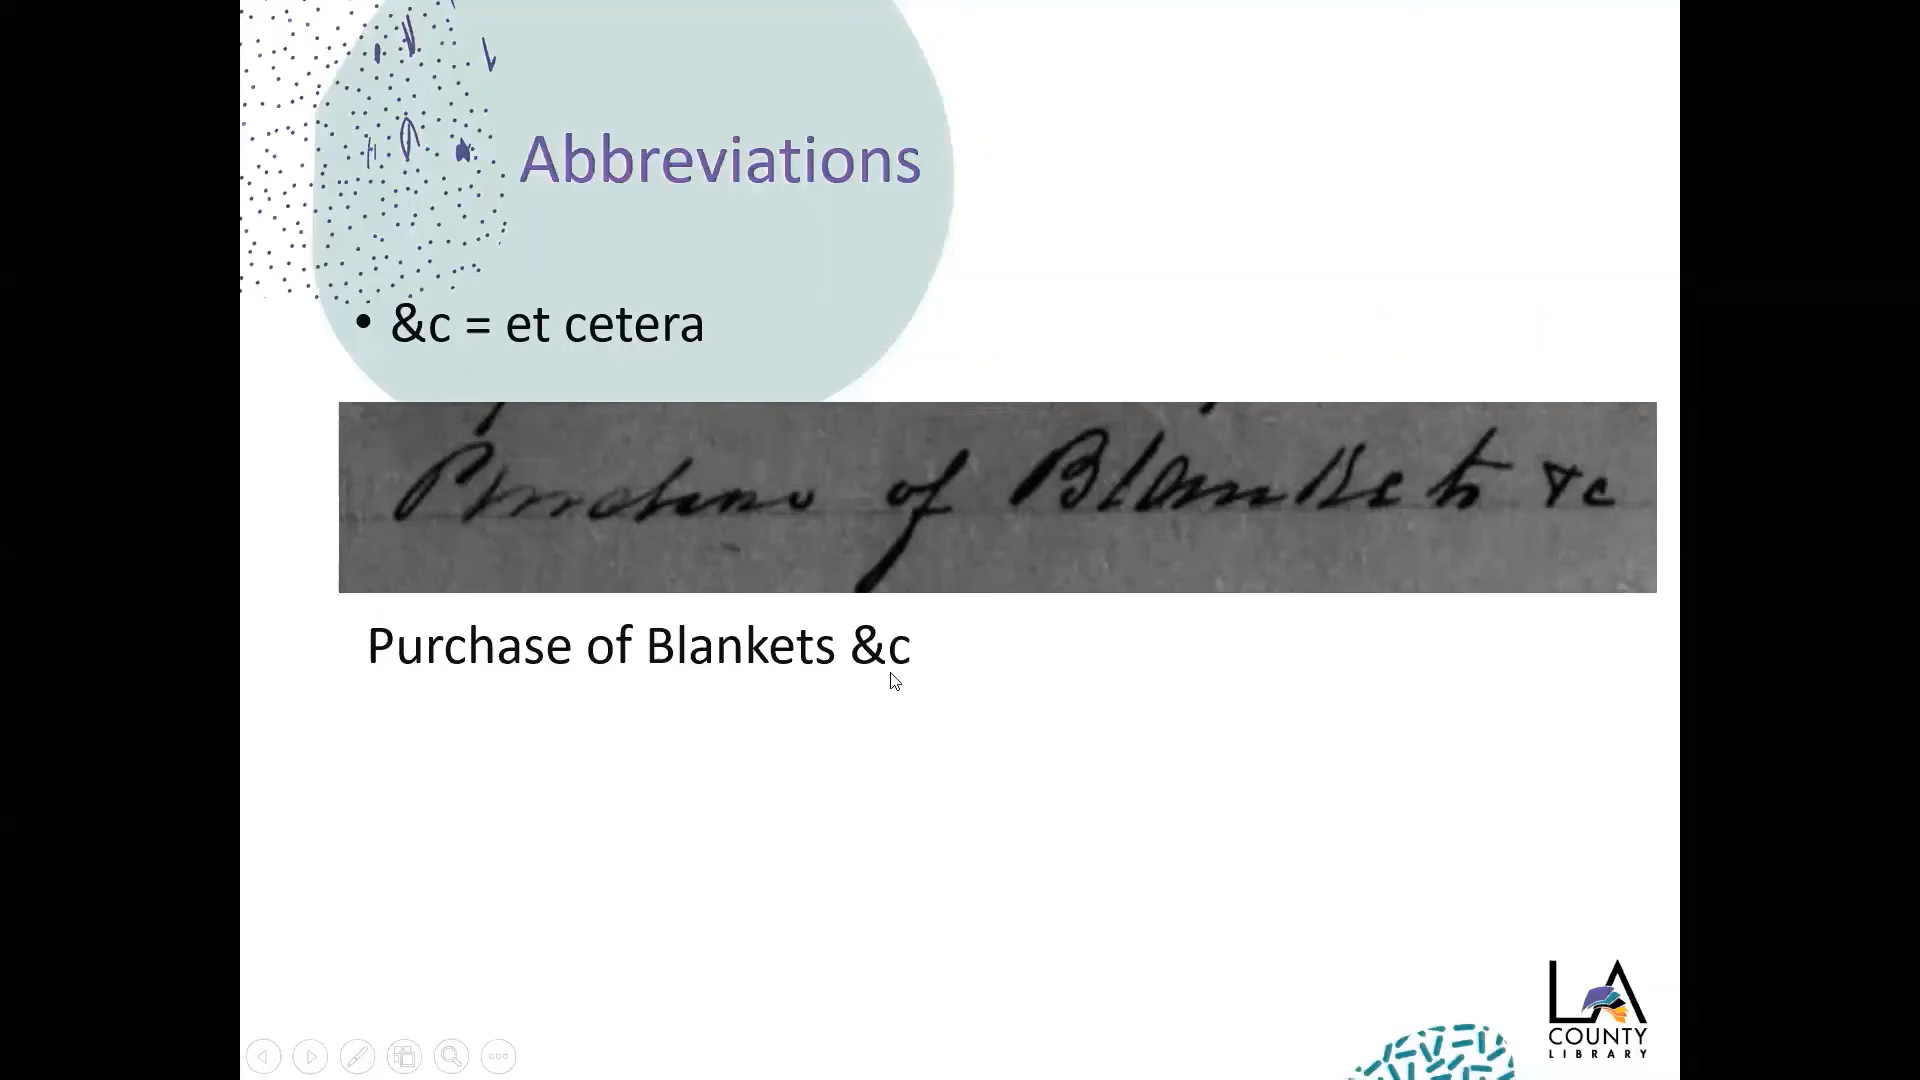 Abbreviations
• &c = et cetera
Purchase of Blankets &c
Purchase of Blankets &c
LA
COUNTY
LIBRARY